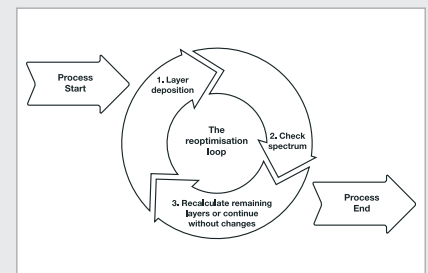 Process
Start
1. Layer
deposition
The
reoptimisation
loop
2. Check
spectrum
3. Recalculate remaining
layers or continue
without changes
Process
End